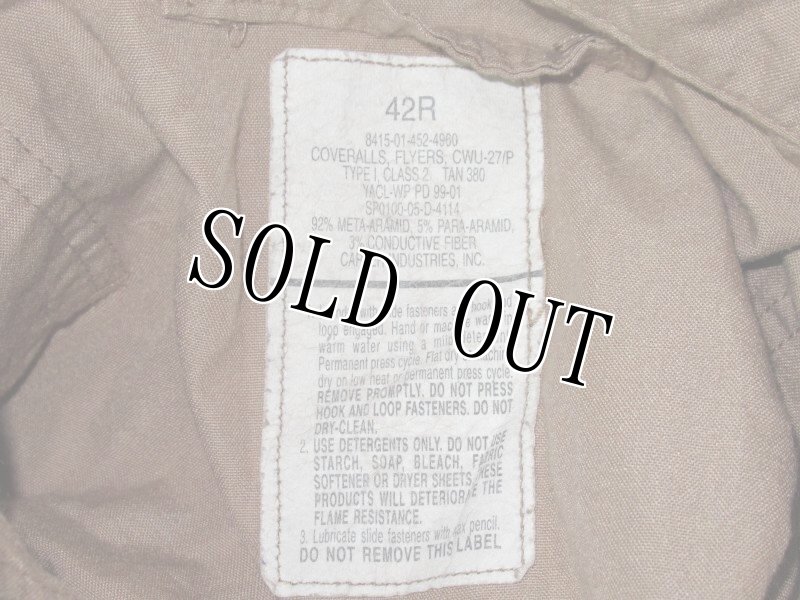 42R
8415-01-452-4960
COVERALLS, FLYERS, CWU-27/P
TYPE I CLASS 2 TAN 380
YACL-WP PD 99-01
SP0100-05-D-4114
92% META-ARAMID, 5% PARA-ARAMID,
3% CONDUCTIVE FIBER
INDUSTRIES, INC.
SOLD OUT
fasteners
loop engaged. Hand or
warm water using a mild
Permanent press cycle. Flat dry
dry on low heat or permanent press cycle.
REMOVE PROMPTLY. DO NOT PRESS
HOOK AND LOOP FASTENERS. DO NOT
DRY-CLEAN.
2. USE DETERGENTS ONLY. DO NOT USE
STARCH, SOAP, BLEACH, FABRIC
SOFTENER OR DRYER SHEETS. THESE
PRODUCTS WILL DETERIORATE THE
FLAME RESISTANCE.
3. Lubricate slide fasteners with wax pencil.
DO NOT REMOVE THIS LABEL